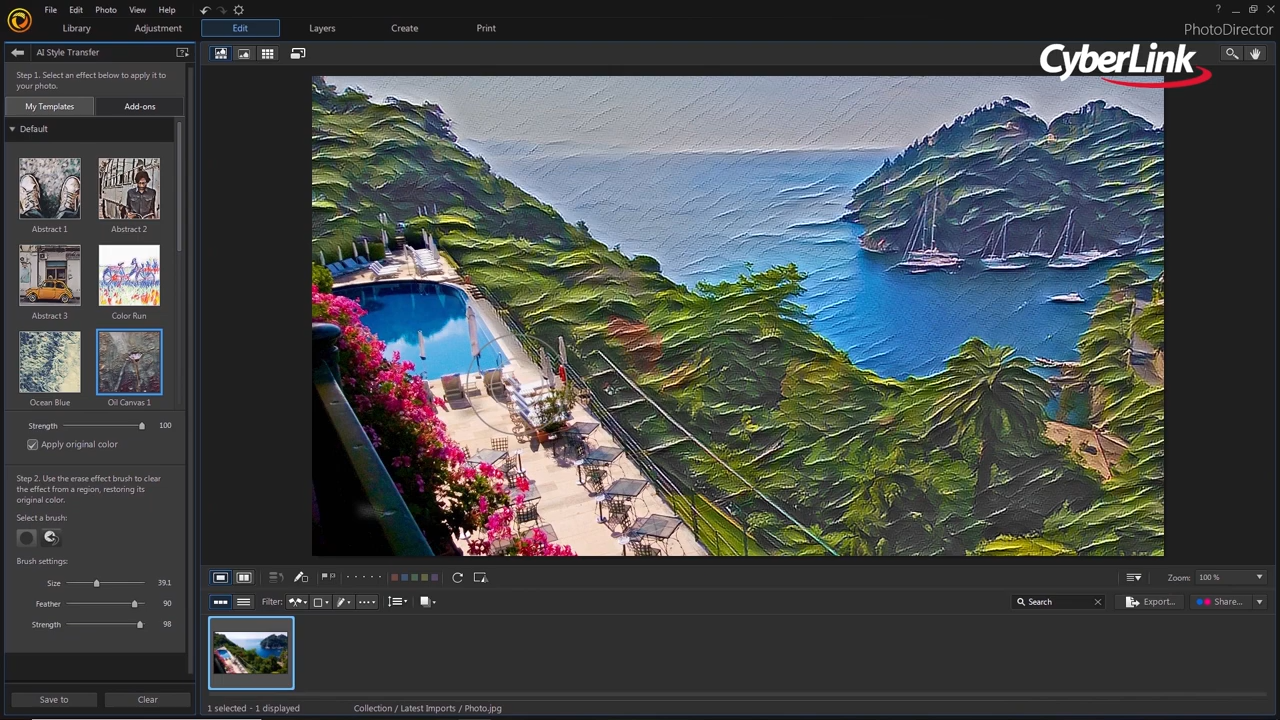 File Edit Photo View Help
?
Library Adjustment Edit Layers Create Print
PhotoDirector
AI Style Transfer
CyberLink
Step 1. Select an effect below to apply it to
your photo.
My Templates Add-ons
Default
Abstract 1 Abstract 2
Abstract 3 Color Run
Ocean Blue Oil Canvas 1
Strength 100
Apply original color
Step 2. Use the erase effect brush to clear
the effect from a region, restoring its
original color.
Select a brush:
Brush settings:
Size 39.1
Feather 90
Strength 98
Save to Clear
Zoom: 100 %
Filter:
Search
Export...
Share...
1 selected - 1 displayed Collection / Latest Imports / Photo.jpg